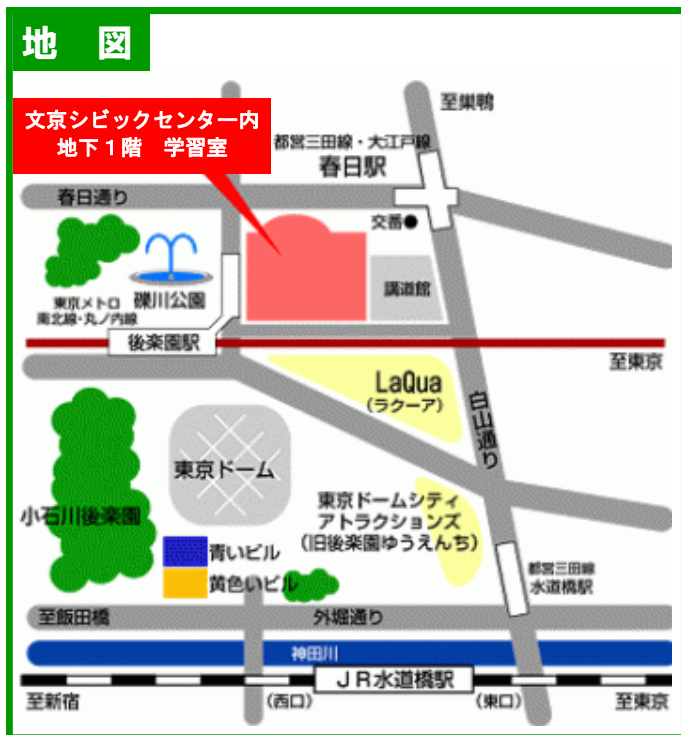 地　図
文京シビックセンター内
地下１階　学習室
至巣鴨
都営三田線・大江戸線
春日駅
春日通り
交番
講道館
東京メトロ
南北線・丸ノ内線
礫川公園
後楽園駅
至東京
LaQua
(ラクーア)
白山通り
東京ドーム
小石川後楽園
東京ドームシティ
アトラクションズ
(旧後楽園ゆうえんち)
青いビル
黄色いビル
都営三田線
水道橋駅
至飯田橋
外堀通り
神田川
ＪＲ水道橋駅
至新宿
(西口)
(東口)
至東京